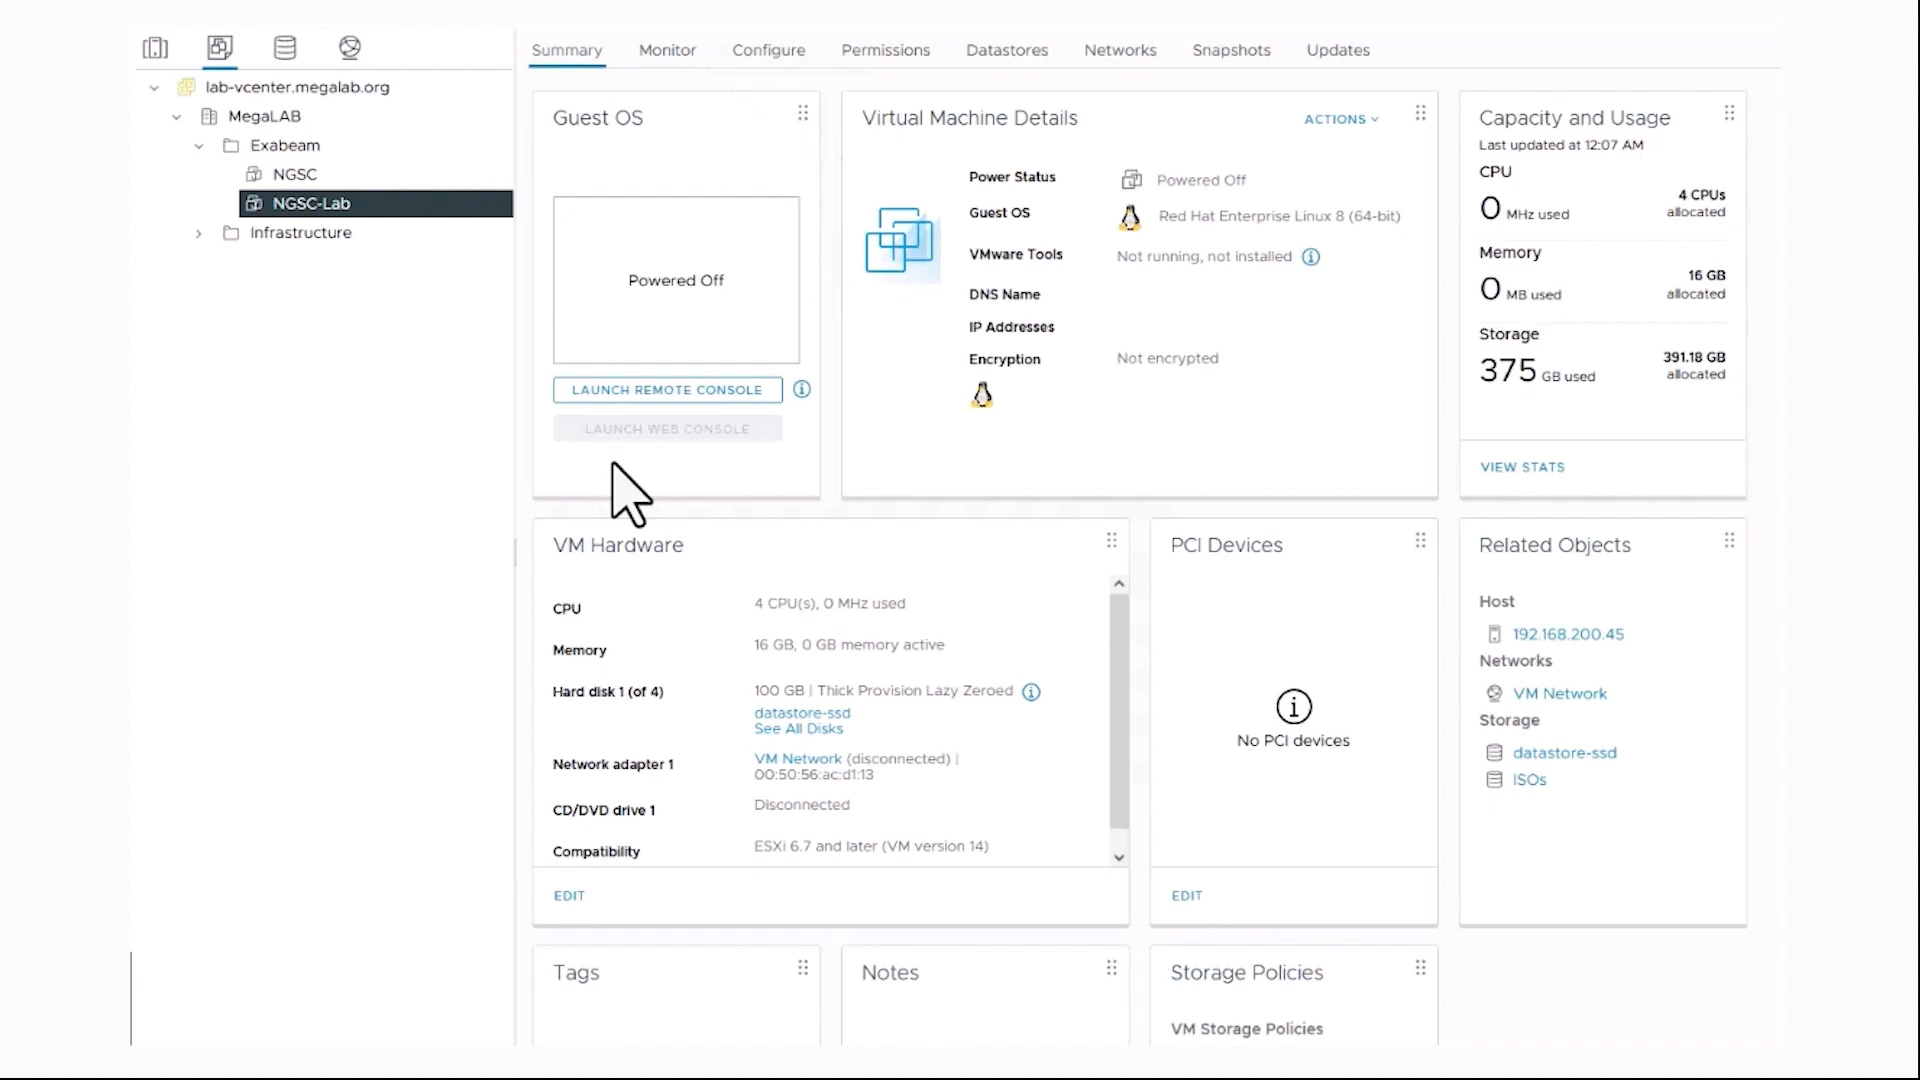 Summary
Monitor
Configure
Permissions
Datastores
Networks
Snapshots
Updates
lab-vcenter.megalab.org
MegaLAB
Exabeam
NGSC
NGSC-Lab
Infrastructure
Guest OS
Powered Off
LAUNCH REMOTE CONSOLE
LAUNCH WEB CONSOLE
Virtual Machine Details
ACTIONS
Power Status
Powered Off
Guest OS
Red Hat Enterprise Linux 8 (64-bit)
VMware Tools
Not running, not installed
DNS Name
IP Addresses
Encryption
Not encrypted
Capacity and Usage
Last updated at 12:07 AM
CPU
0 MHz used
4 CPUs
allocated
Memory
0 MB used
16 GB
allocated
Storage
375 GB used
391.18 GB
allocated
VIEW STATS
VM Hardware
CPU
4 CPU(s), 0 MHz used
Memory
16 GB, 0 GB memory active
Hard disk 1 (of 4)
100 GB | Thick Provision Lazy Zeroed
datastore-ssd
See All Disks
Network adapter 1
VM Network (disconnected) |
00:50:56:ac:d1:13
CD/DVD drive 1
Disconnected
Compatibility
ESXi 6.7 and later (VM version 14)
EDIT
PCI Devices
No PCI devices
EDIT
Related Objects
Host
192.168.200.45
Networks
VM Network
Storage
datastore-ssd
ISOs
Tags
Notes
Storage Policies
VM Storage Policies